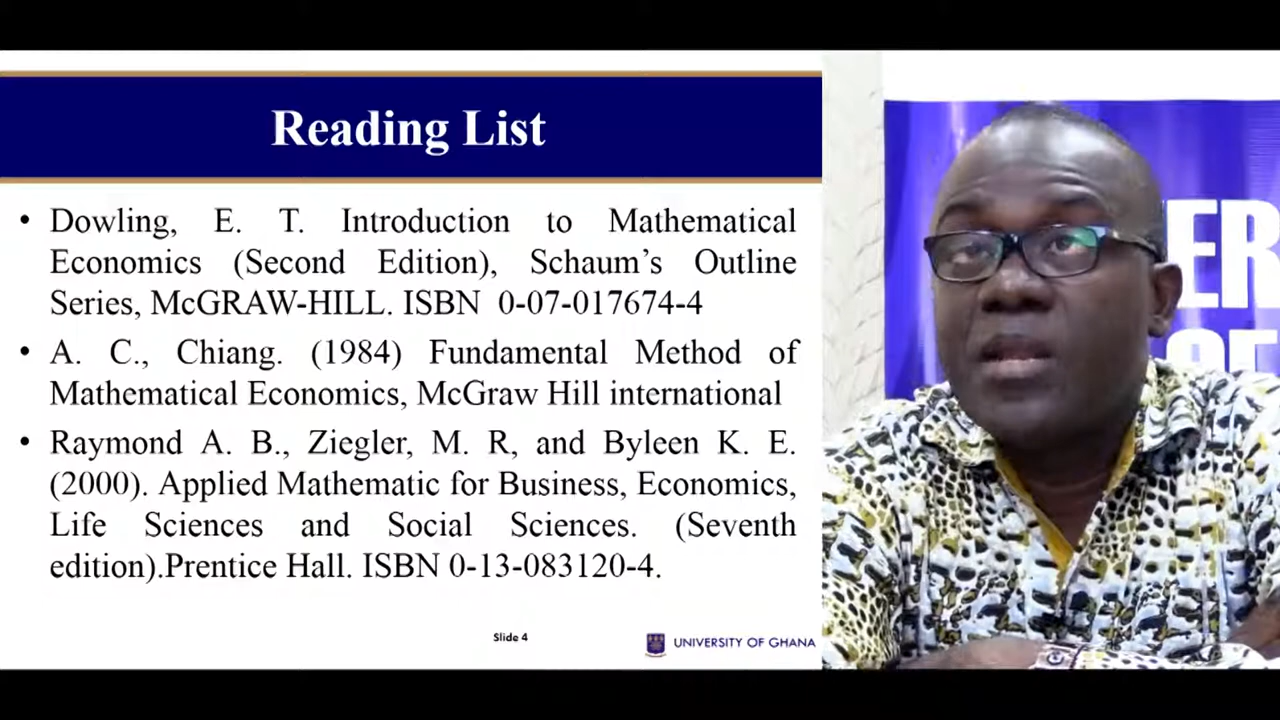 Reading List
• Dowling, E. T. Introduction to Mathematical
Economics (Second Edition), Schaum's Outline
Series, McGRAW-HILL. ISBN 0-07-017674-4
• A. C., Chiang. (1984) Fundamental Method of
Mathematical Economics, McGraw Hill international
• Raymond A. B., Ziegler, M. R, and Byleen K. E.
(2000). Applied Mathematic for Business, Economics,
Life Sciences and Social Sciences. (Seventh
edition).Prentice Hall. ISBN 0-13-083120-4.
Slide 4
UNIVERSITY OF GHANA